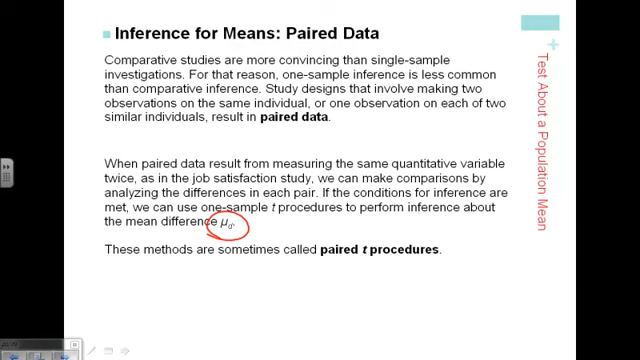 Inference for Means: Paired Data
Comparative studies are more convincing than single-sample
investigations. For that reason, one-sample inference is less common
than comparative inference. Study designs that involve making two
observations on the same individual, or one observation on each of two
similar individuals, result in paired data.
When paired data result from measuring the same quantitative variable
twice, as in the job satisfaction study, we can make comparisons by
analyzing the differences in each pair. If the conditions for inference are
met, we can use one-sample t procedures to perform inference about
the mean difference µd.
These methods are sometimes called paired t procedures.
+
Test About a Population Mean